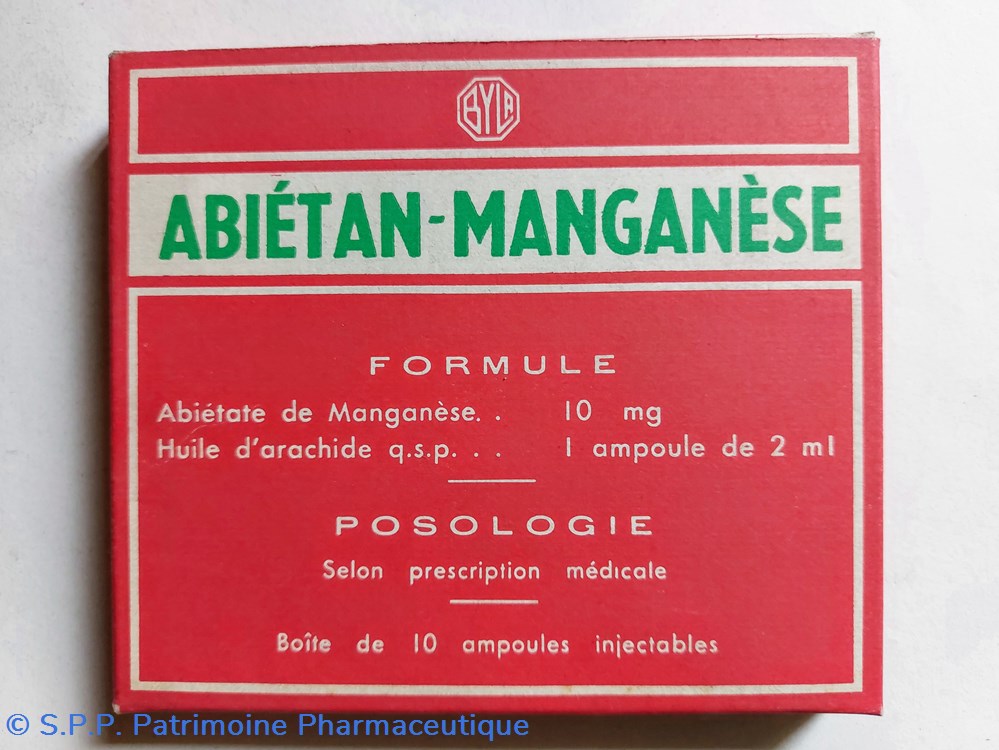 BYLA
ABIÉTAN-MANGANÈSE
FORMULE
Abiétate de Manganèse. . 10 mg
Huile d'arachide q.s.p. . . 1 ampoule de 2 ml
POSOLOGIE
Selon prescription médicale
Boîte de 10 ampoules injectables
© S.P.P. Patrimoine Pharmaceutique